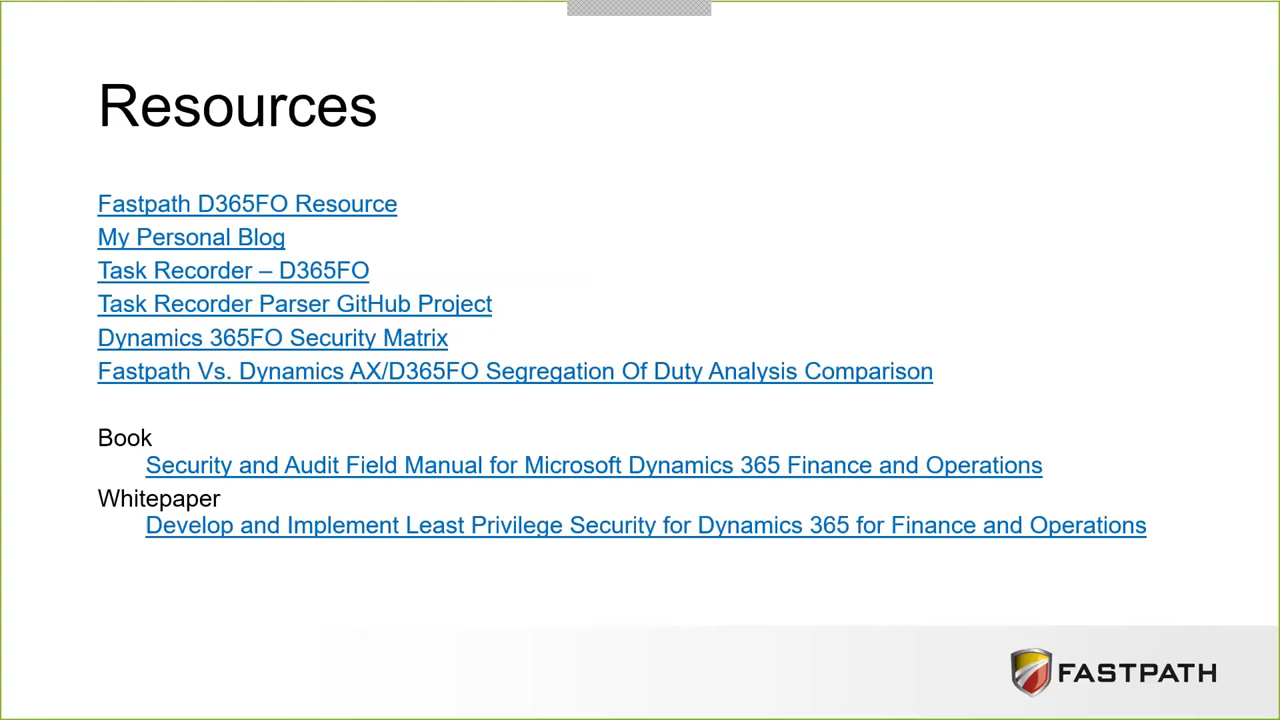 Resources
Fastpath D365FO Resource
My Personal Blog
Task Recorder – D365FO
Task Recorder Parser GitHub Project
Dynamics 365FO Security Matrix
Fastpath Vs. Dynamics AX/D365FO Segregation Of Duty Analysis Comparison
Book
Security and Audit Field Manual for Microsoft Dynamics 365 Finance and Operations
Whitepaper
Develop and Implement Least Privilege Security for Dynamics 365 for Finance and Operations
FASTPATH